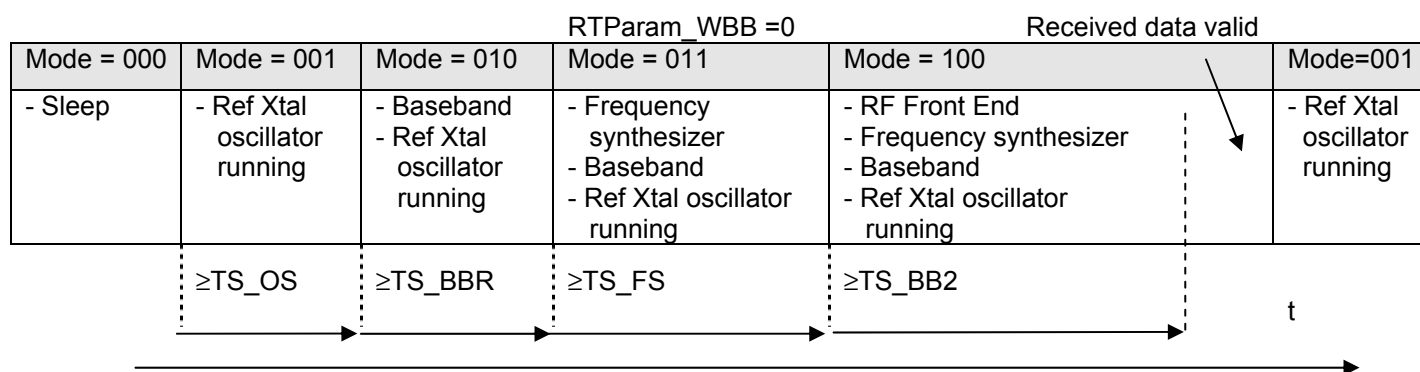 RTParam_WBB =0 Received data valid
Mode = 000 Mode = 001 Mode = 010 Mode = 011 Mode = 100 Mode=001
- Sleep - Ref Xtal - Baseband - Frequency - RF Front End - Ref Xtal
oscillator - Ref Xtal synthesizer - Frequency synthesizer oscillator
running oscillator - Baseband - Baseband running
running - Ref Xtal oscillator - Ref Xtal oscillator
running running
≥TS_OS ≥TS_BBR ≥TS_FS ≥TS_BB2
t